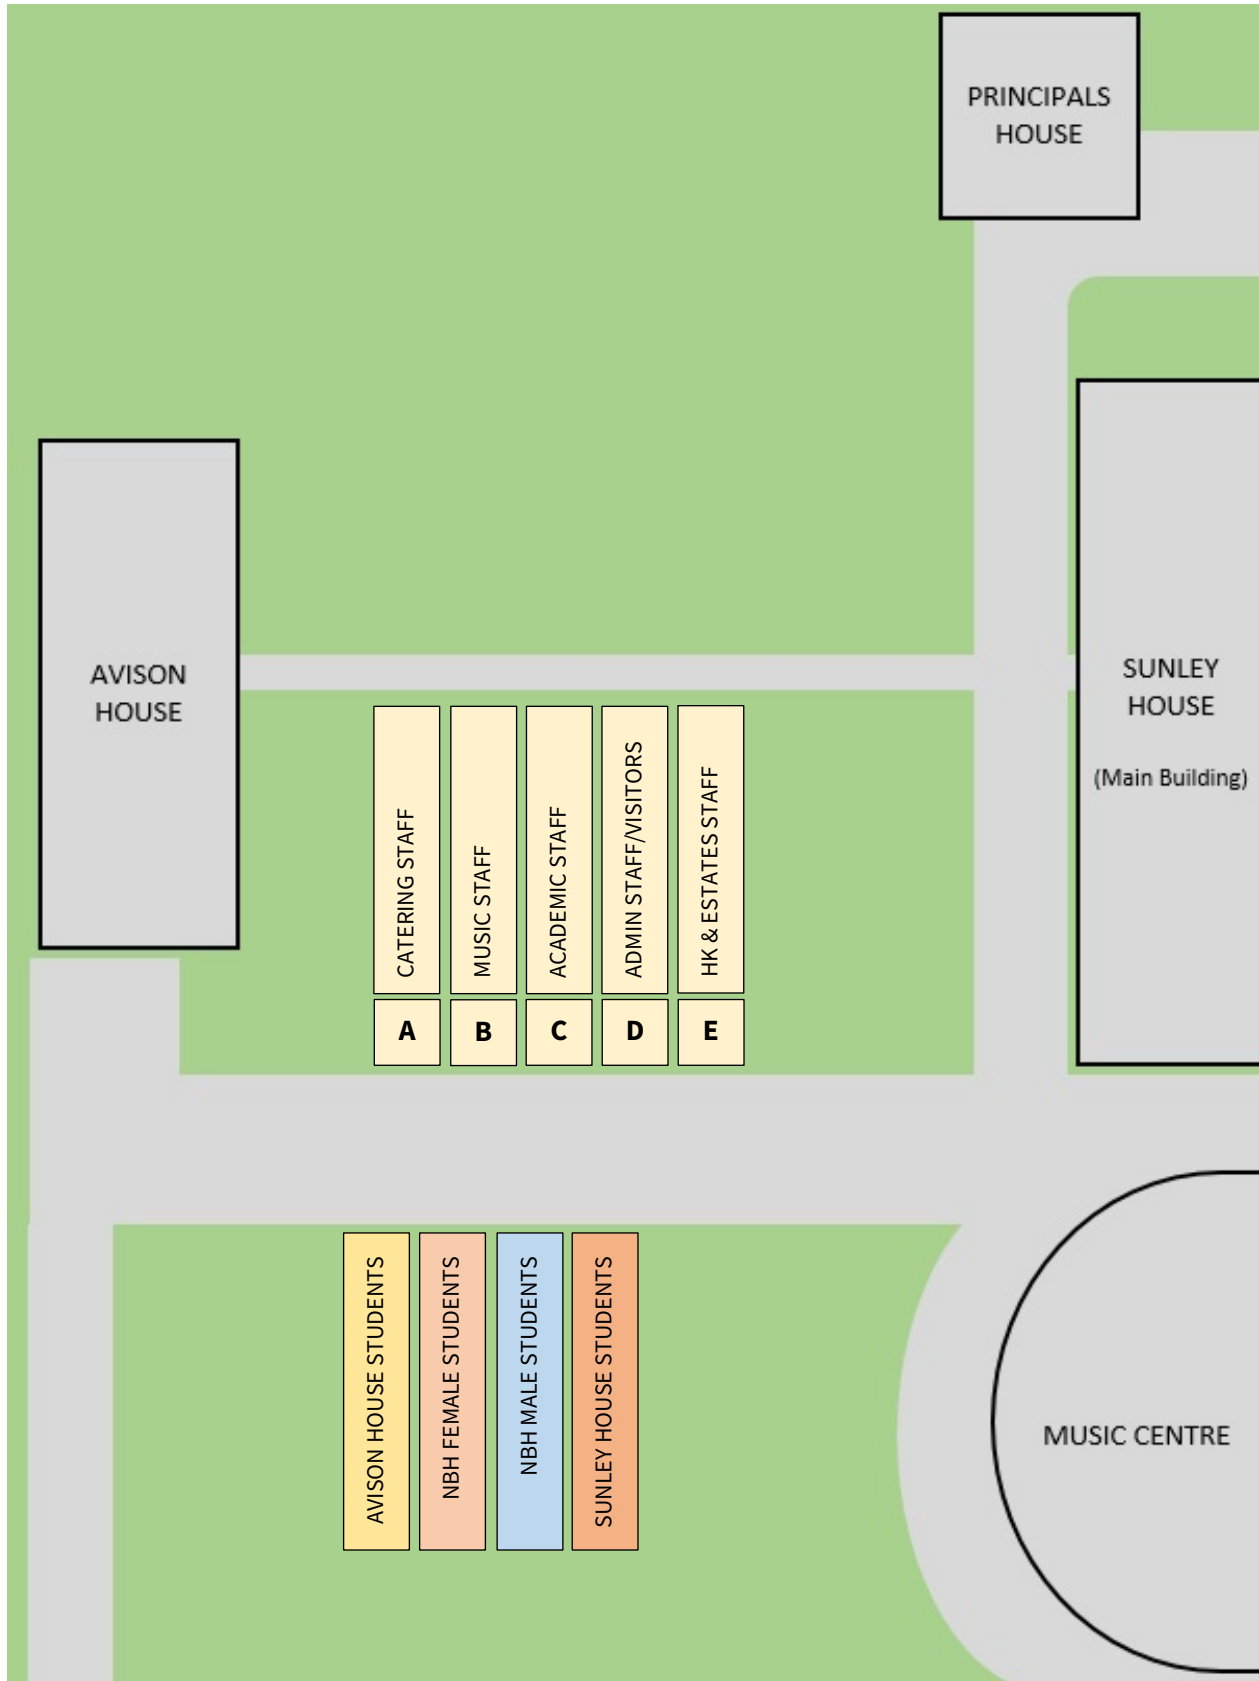 PRINCIPALS
HOUSE
AVISON
HOUSE
SUNLEY
HOUSE
(Main Building)
CATERING STAFF
MUSIC STAFF
ACADEMIC STAFF
ADMIN STAFF/VISITORS
HK & ESTATES STAFF
A
B
C
D
E
AVISON HOUSE STUDENTS
NBH FEMALE STUDENTS
NBH MALE STUDENTS
SUNLEY HOUSE STUDENTS
MUSIC CENTRE